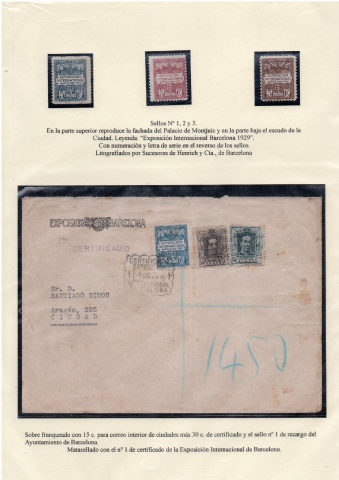 Sellos Nº 1, 2 y 3.
En la parte superior reproduce la fachada del Palacio de Montjuic y en la parte baja el escudo de la
Ciudad. Leyenda: "Exposición Internacional Barcelona 1929".
Con numeración y letra de serie en el reverso de los sellos
Litografiados por Sucesores de Henrich y Cia., de Barcelona
EXPOSICION BARCELONA
CERTIFICADO
Sr. D.
SANTIAGO SIMON
Aragón, 255
CIUDAD
1450
Sobre franqueado con 15 c. para correo interior de ciudades más 30 c. de certificado y el sello nº 1 de recargo del
Ayuntamiento de Barcelona.
Matasellado con el nº 1 de certificado de la Exposición Internacional de Barcelona.